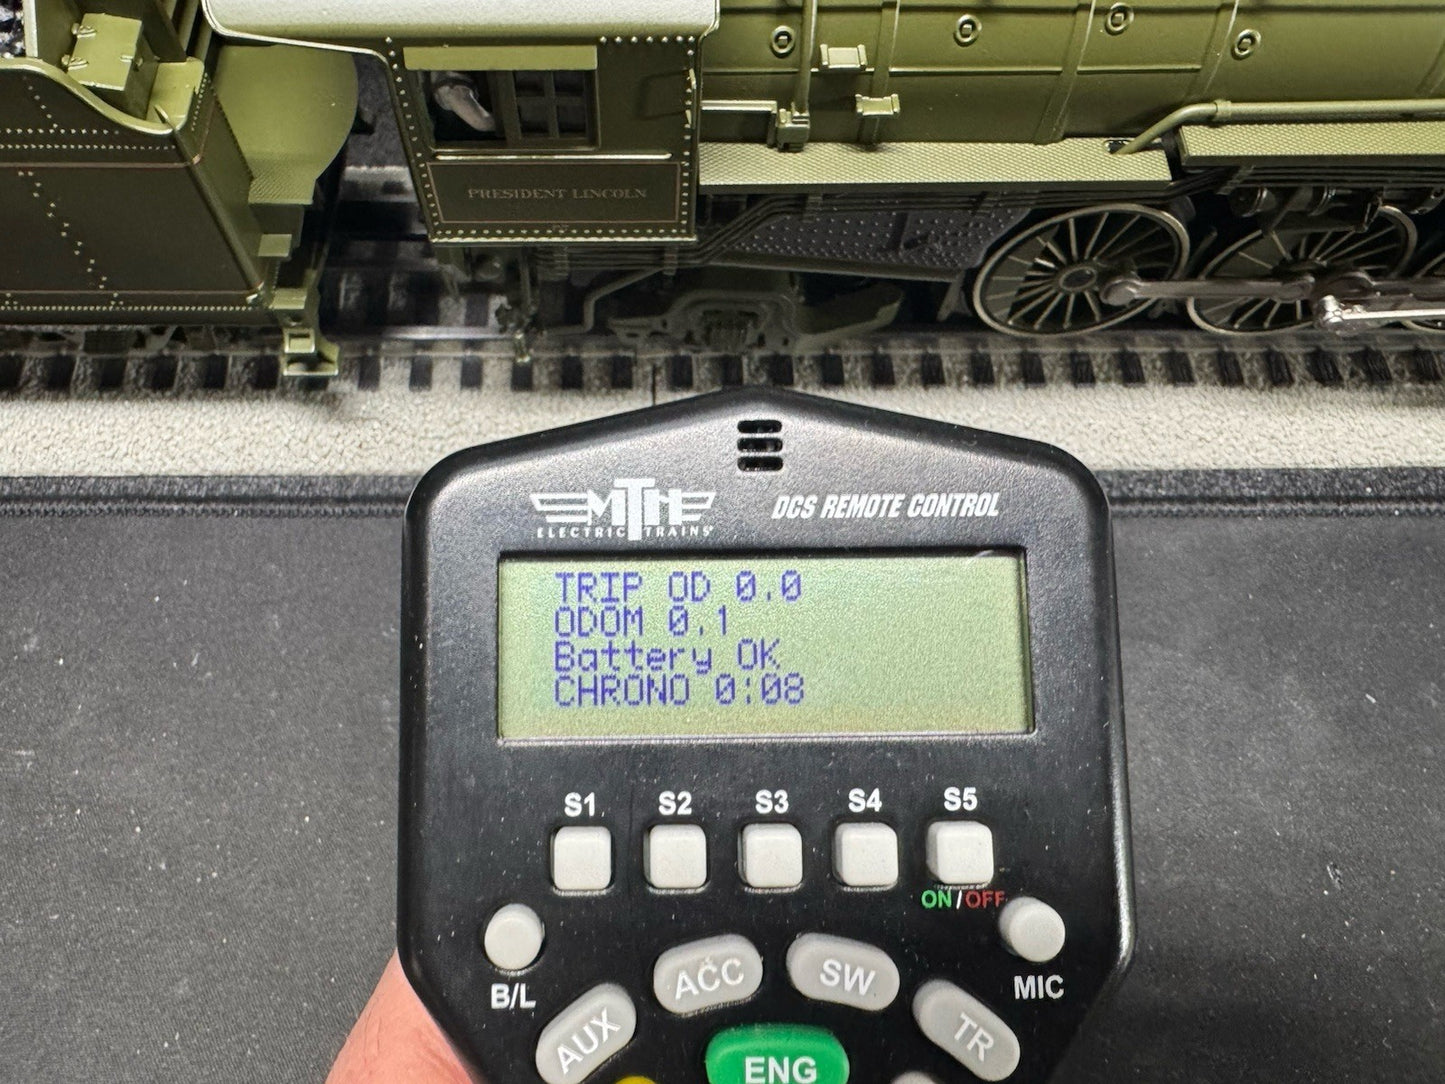 PRESIDENT LINCOLN
MTH
ELECTRIC TRAINS
DCS REMOTE CONTROL
TRIP OD 0.0
ODOM 0.1
Battery OK
CHRONO 0:08
S1 S2 S3 S4 S5
ON/OFF
B/L
ACC
SW
MIC
AUX
TR
ENG